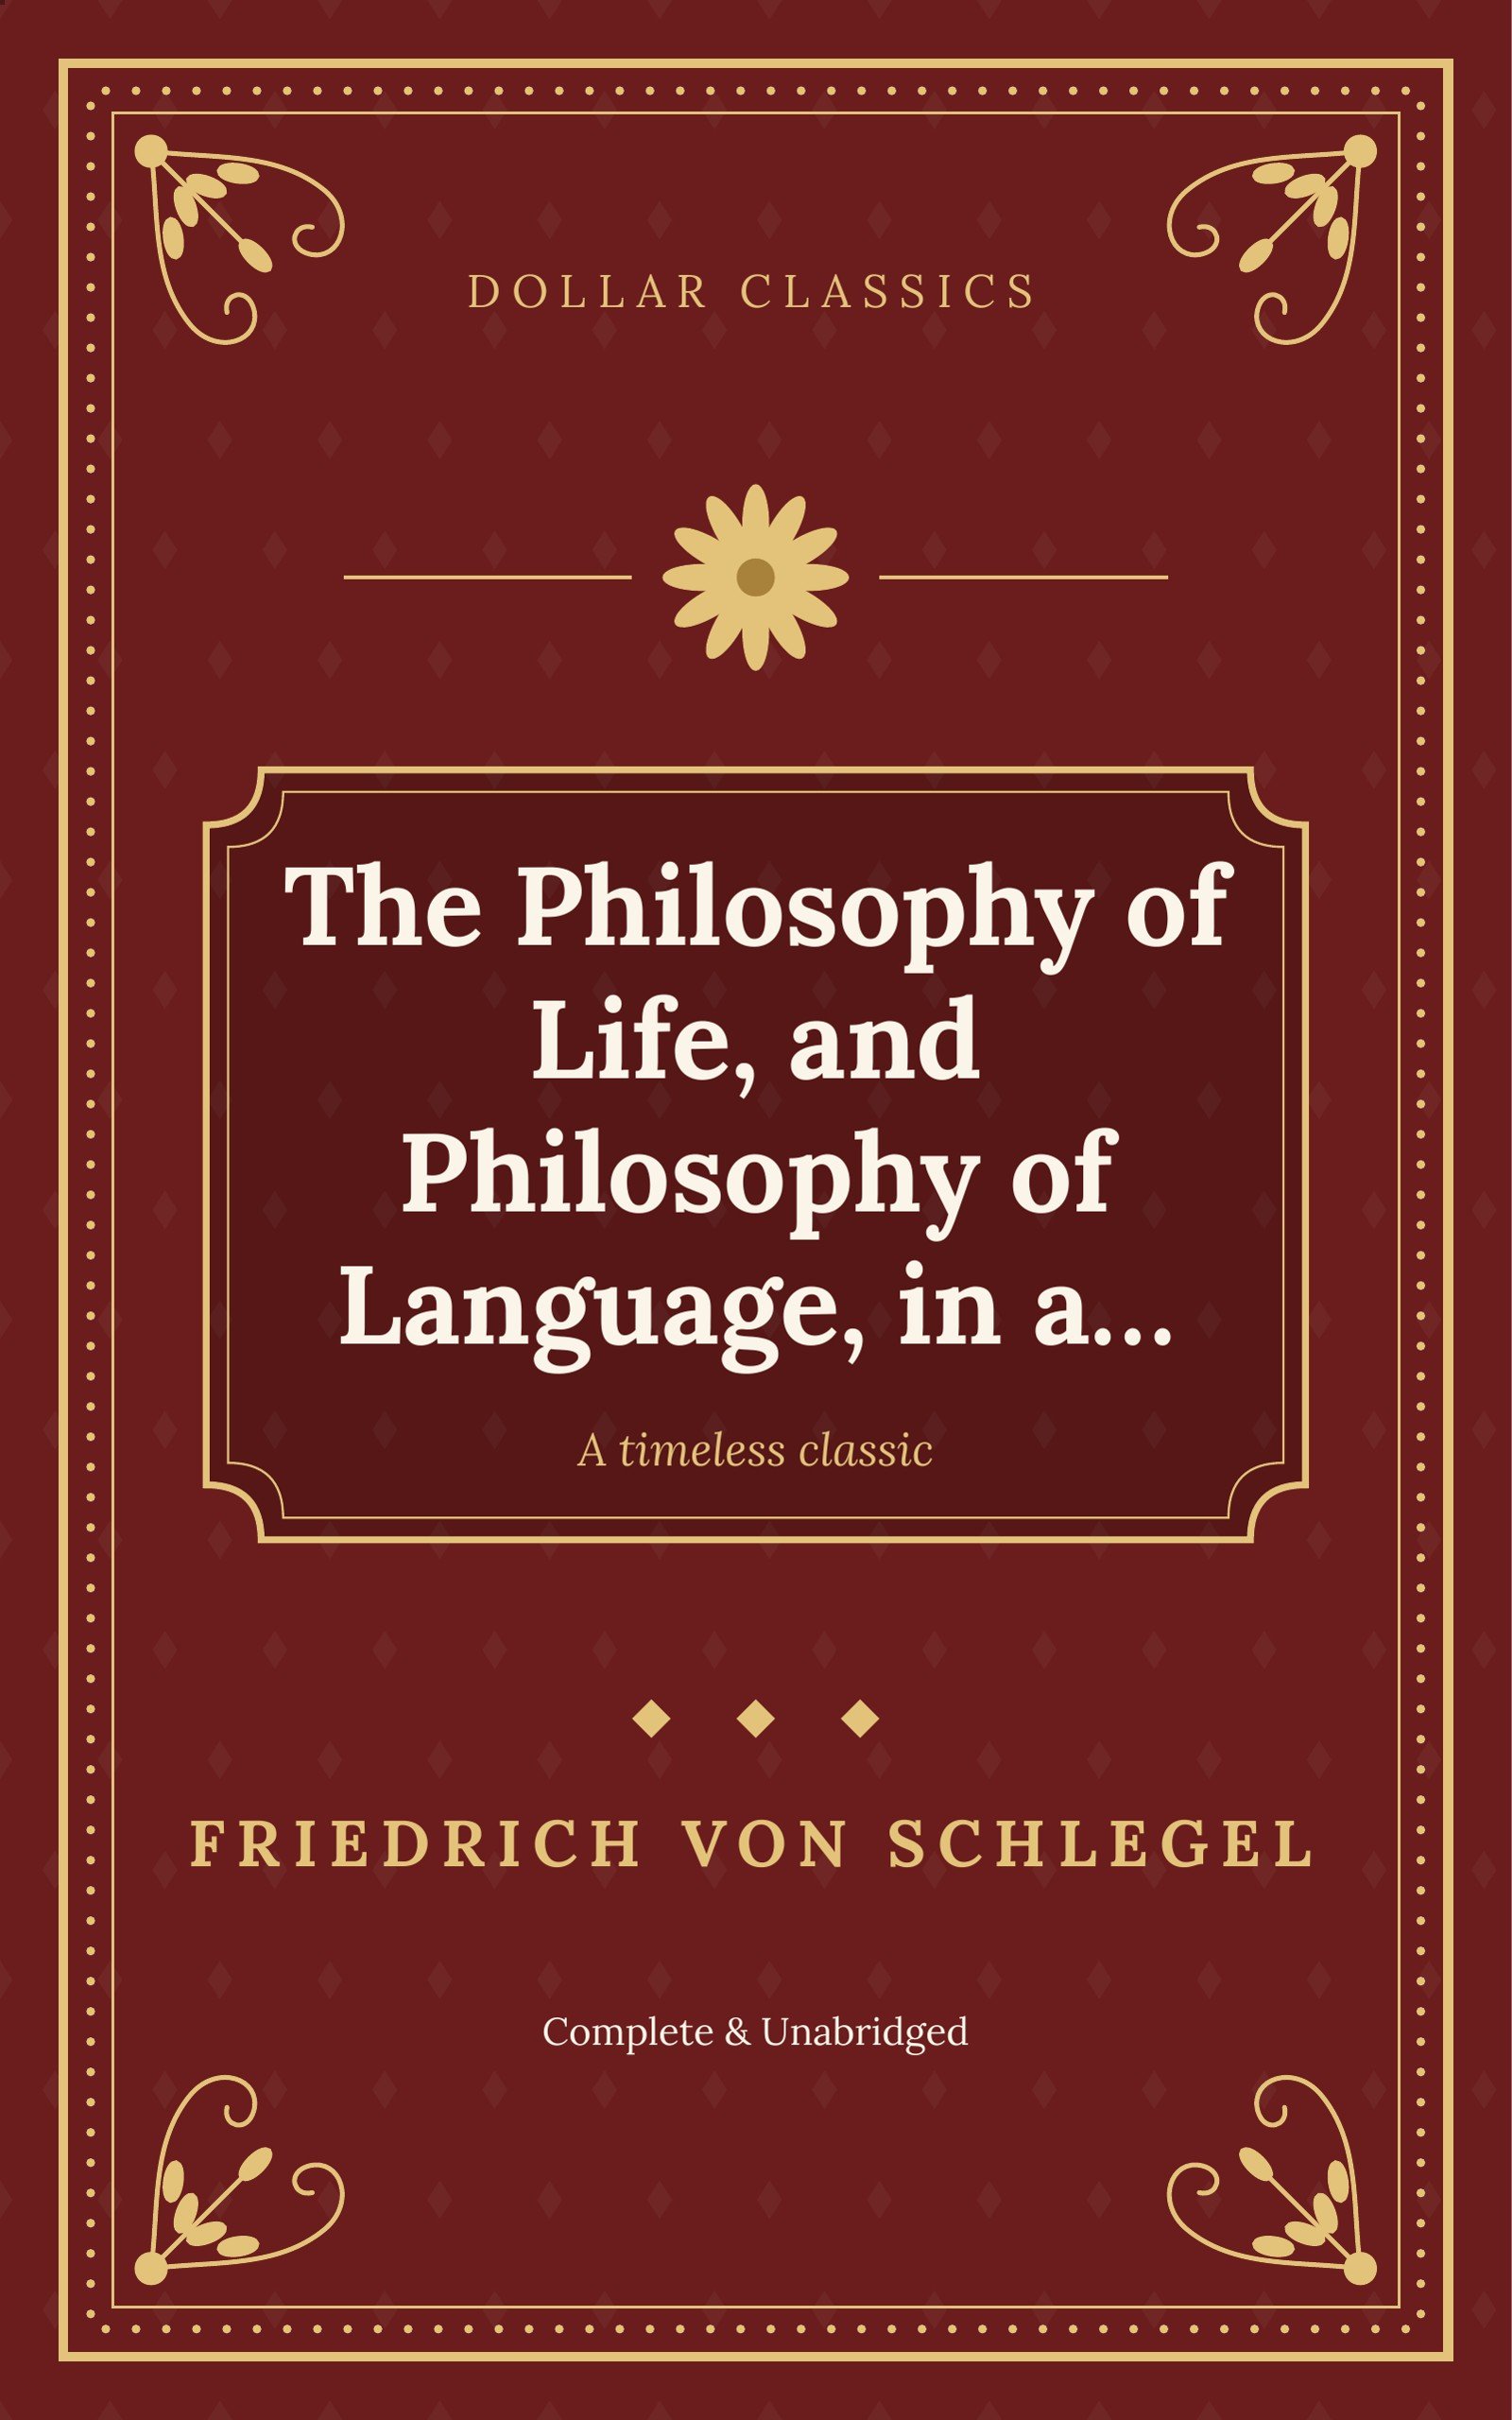 DOLLAR CLASSICS
The Philosophy of
Life, and
Philosophy of
Language, in a...
A timeless classic
FRIEDRICH VON SCHLEGEL
Complete & Unabridged